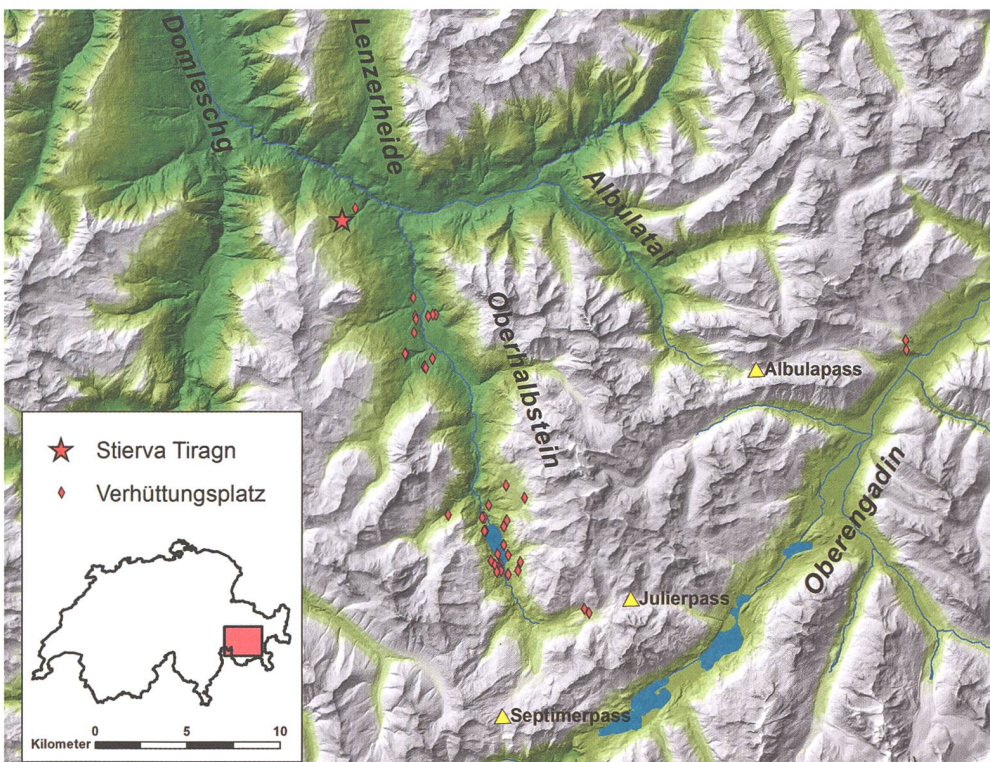 Domleschg
Lenzerheide
Albulatal
Oberhalbstein
Albulapass
Oberengadin
Julierpass
Septimerpass
Stierva Tiragn
Verhüttungsplatz
0 5 10
Kilometer